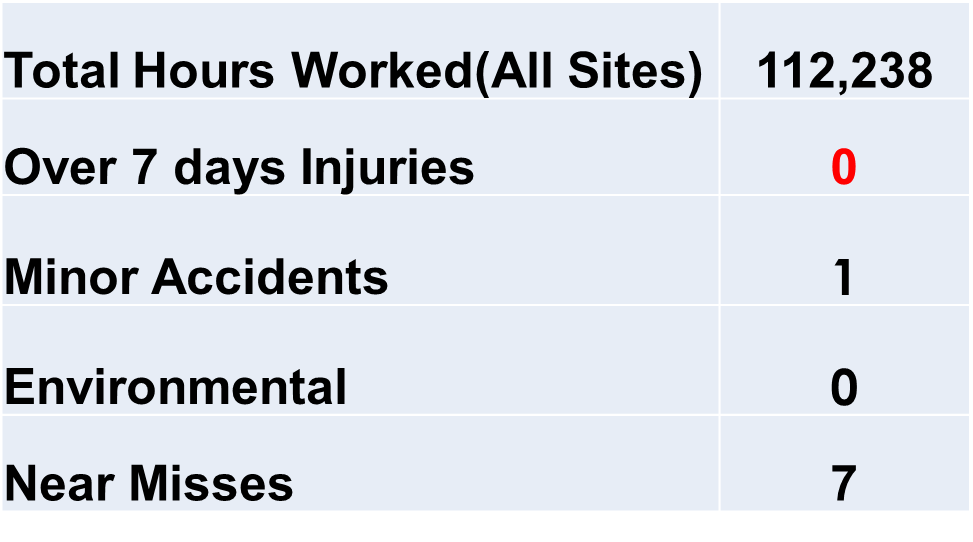 Total Hours Worked(All Sites) 112,238
Over 7 days Injuries 0
Minor Accidents 1
Environmental 0
Near Misses 7